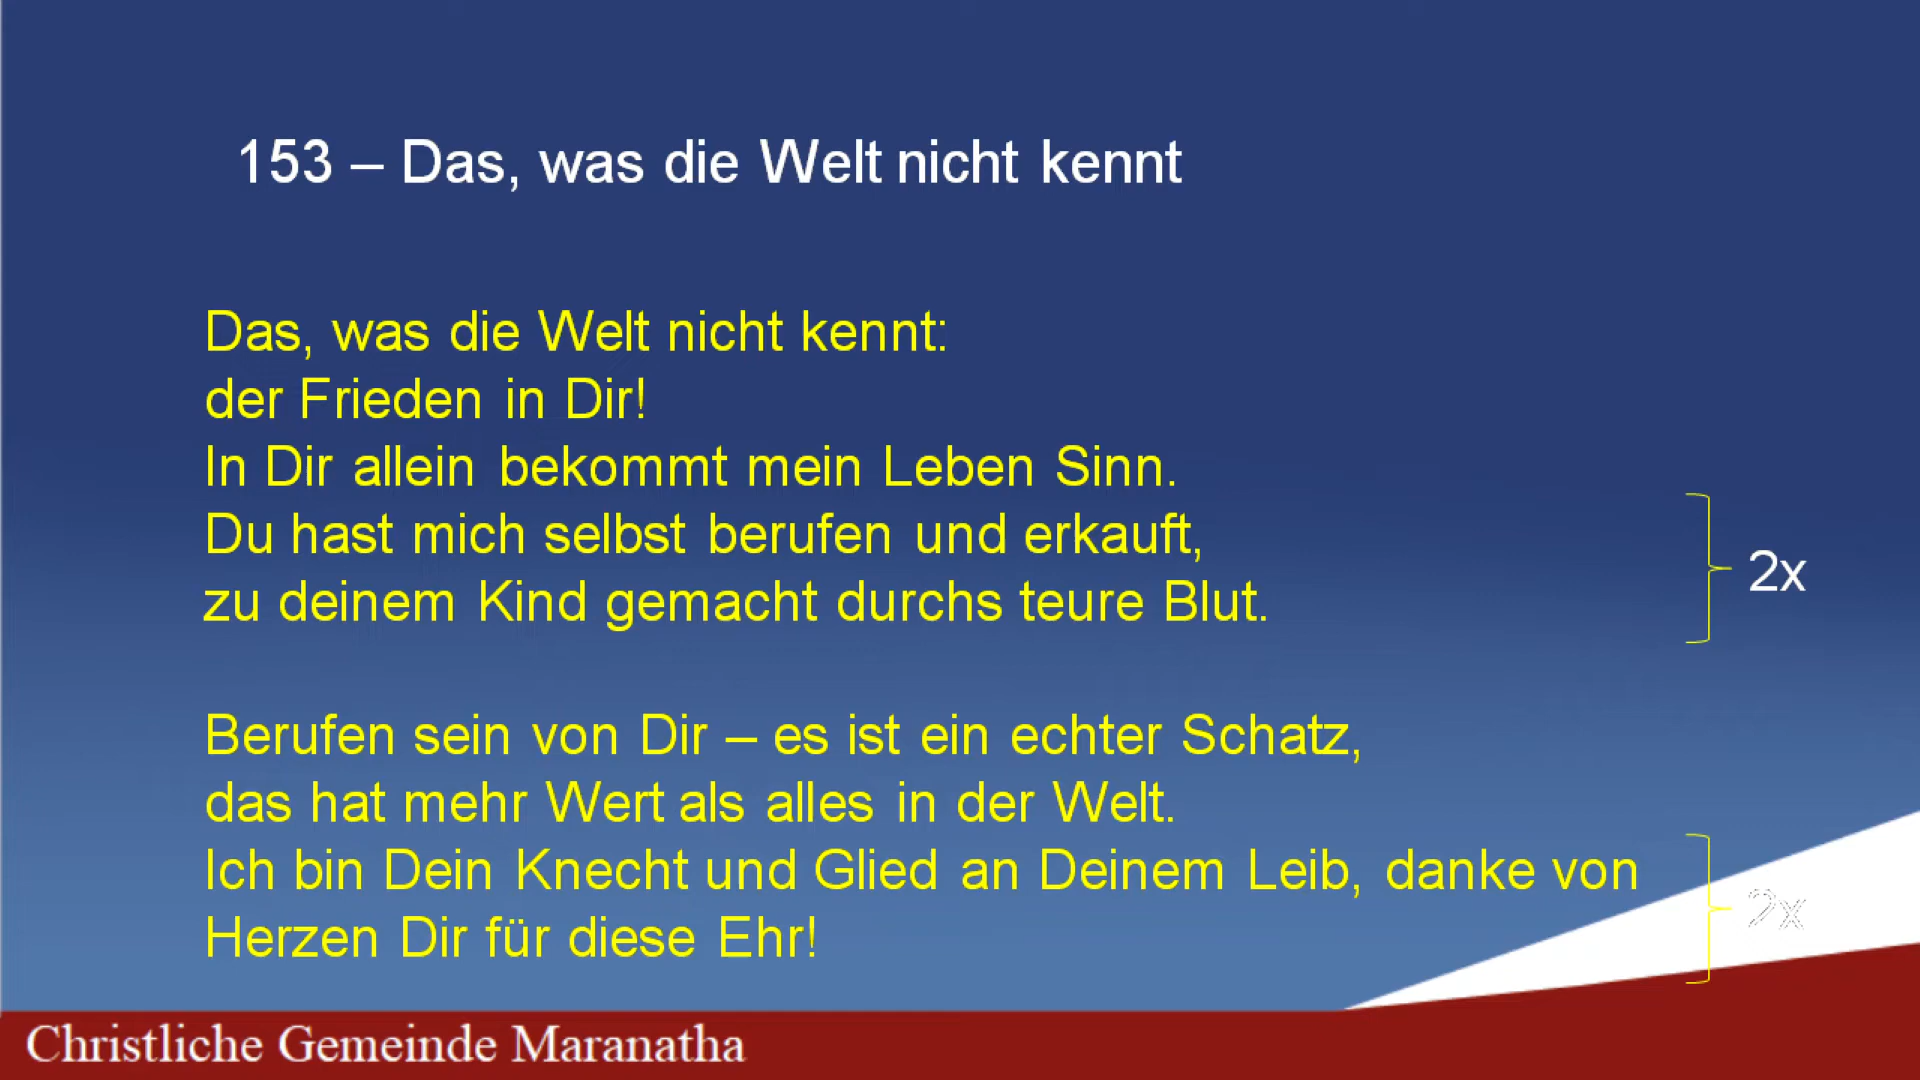 153 – Das, was die Welt nicht kennt
Das, was die Welt nicht kennt:
der Frieden in Dir!
In Dir allein bekommt mein Leben Sinn.
Du hast mich selbst berufen und erkauft,
zu deinem Kind gemacht durchs teure Blut.
2x
Berufen sein von Dir – es ist ein echter Schatz,
das hat mehr Wert als alles in der Welt.
Ich bin Dein Knecht und Glied an Deinem Leib, danke von
Herzen Dir für diese Ehr!
2x
Christliche Gemeinde Maranatha